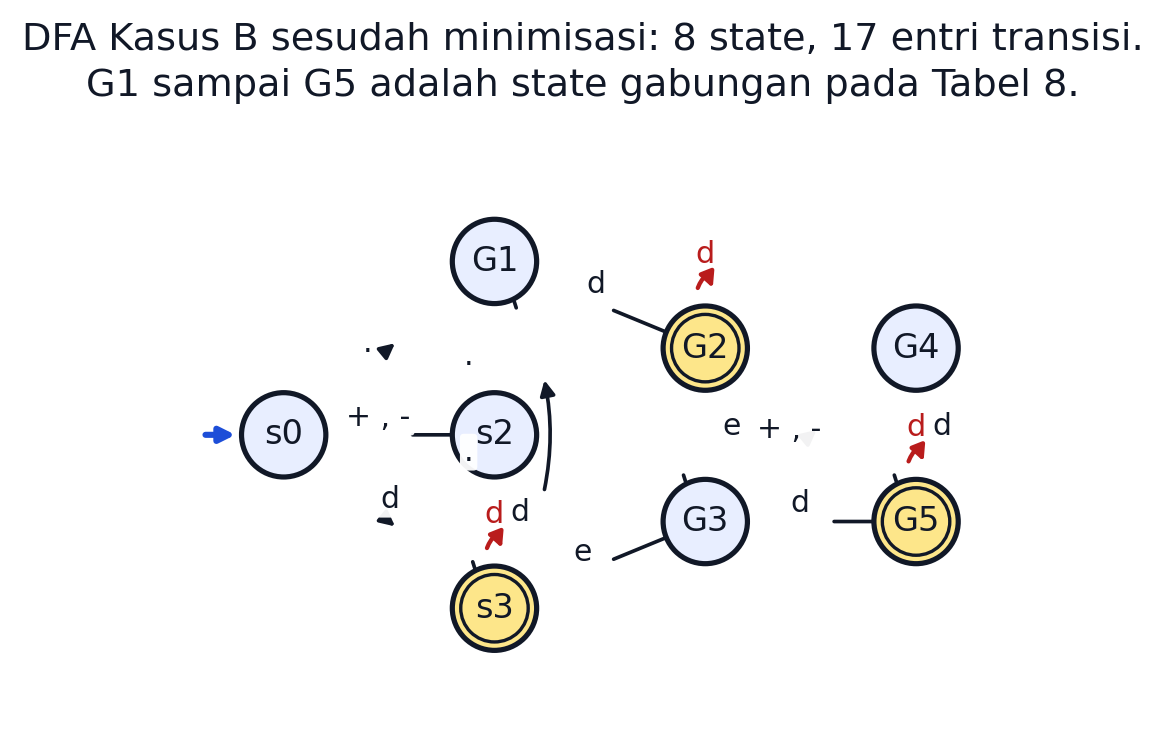 DFA Kasus B sesudah minimisasi: 8 state, 17 entri transisi.
G1 sampai G5 adalah state gabungan pada Tabel 8.
G1
d
d
G2
G4
.
.
s0
+ , -
s2
.
e
+ , -
d
d
d
d
d
G3
d
G5
e
s3